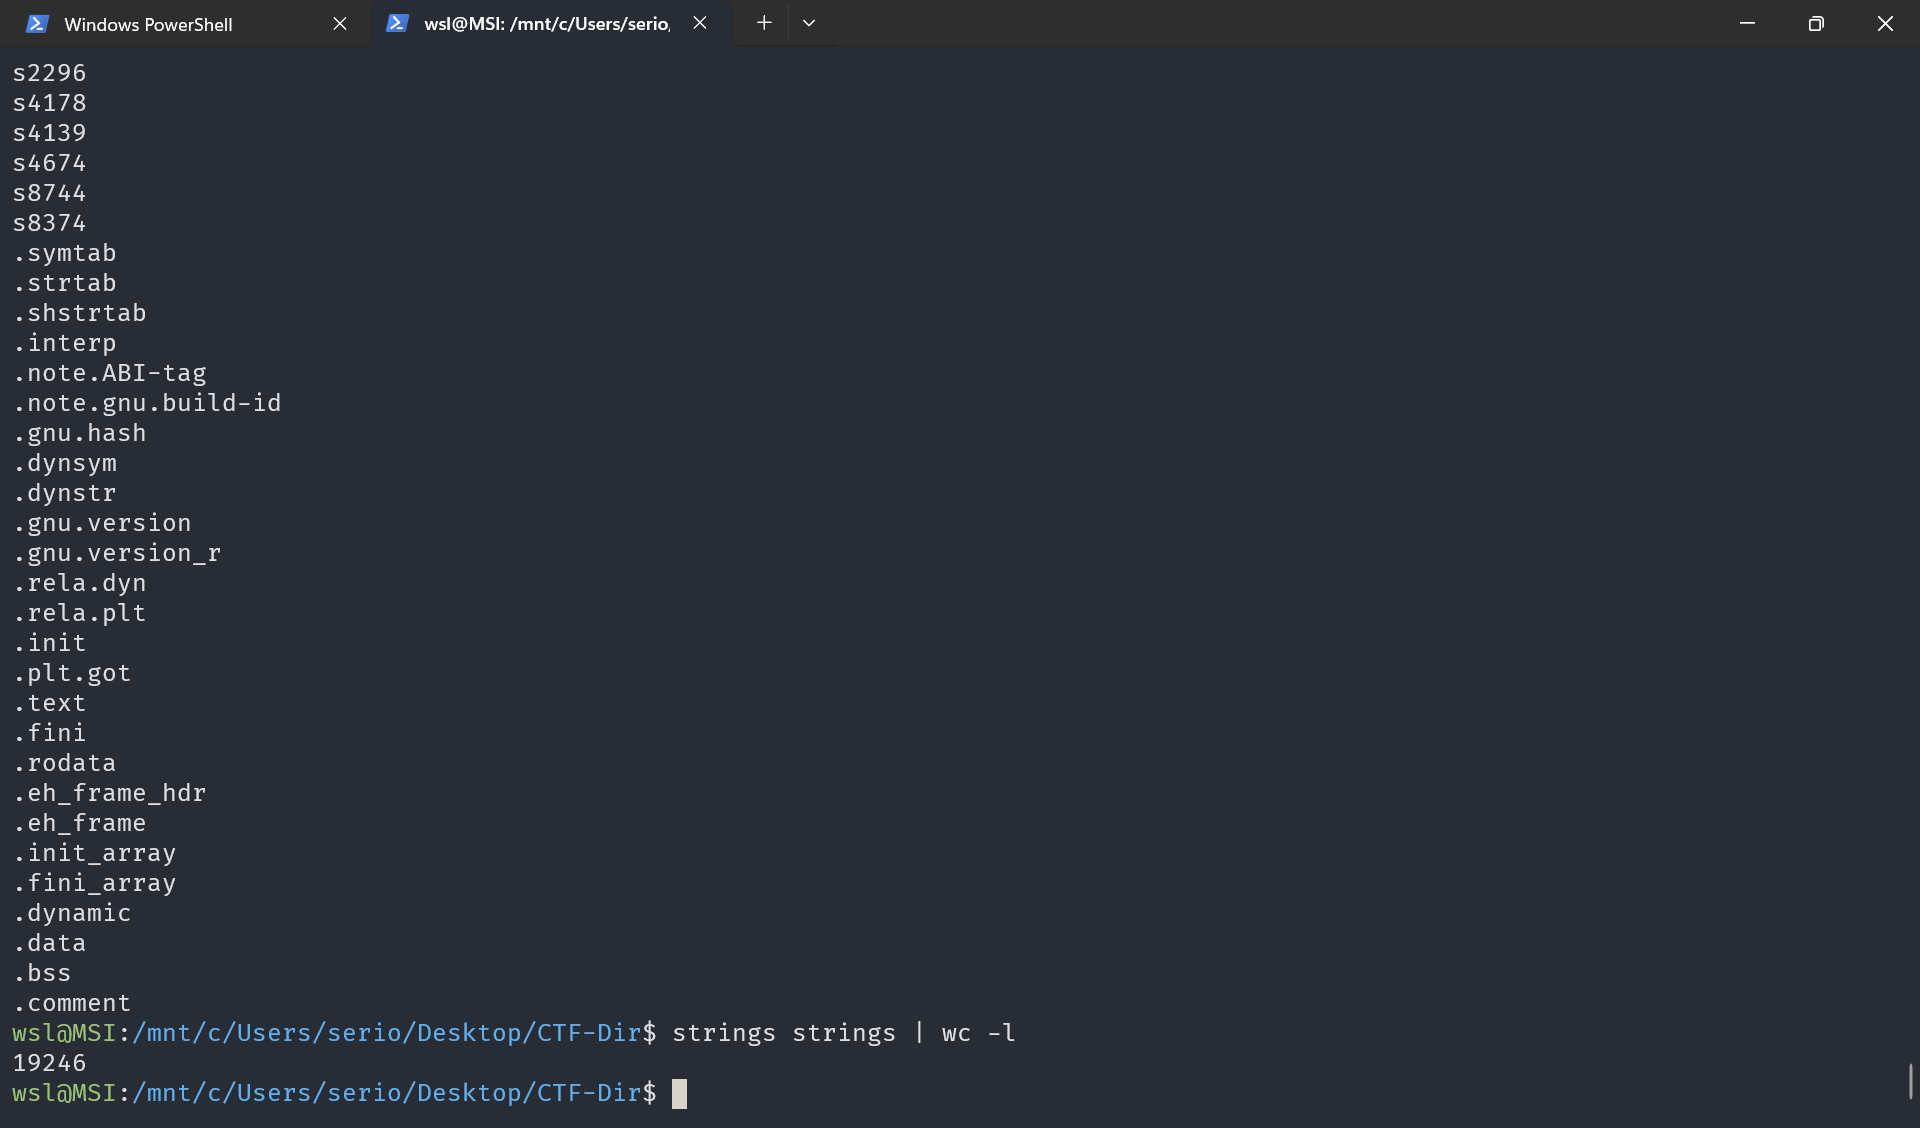 Windows PowerShell
wsl@MSI: /mnt/c/Users/serio,
s2296
s4178
s4139
s4674
s8744
s8374
.symtab
.strtab
.shstrtab
.interp
.note.ABI-tag
.note.gnu.build-id
.gnu.hash
.dynsym
.dynstr
.gnu.version
.gnu.version_r
.rela.dyn
.rela.plt
.init
.plt.got
.text
.fini
.rodata
.eh_frame_hdr
.eh_frame
.init_array
.fini_array
.dynamic
.data
.bss
.comment
wsl@MSI:/mnt/c/Users/serio/Desktop/CTF-Dir$ strings strings | wc -l
19246
wsl@MSI:/mnt/c/Users/serio/Desktop/CTF-Dir$